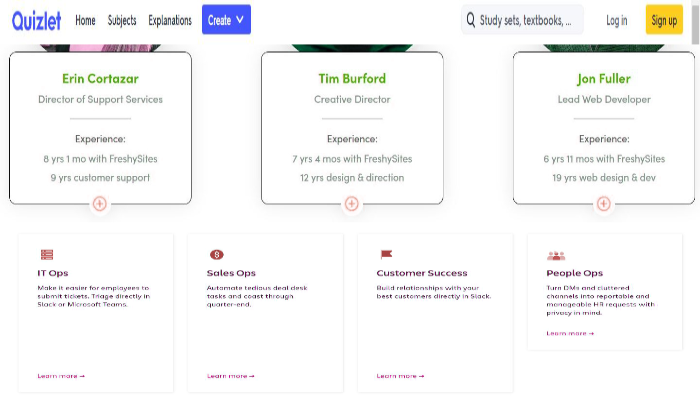 Quizlet Home Subjects Explanations Create Study sets, textbooks, ... Log in Sign up
Erin Cortazar
Director of Support Services
Experience:
8 yrs 1 mo with FreshySites
9 yrs customer support
Tim Burford
Creative Director
Experience:
7 yrs 4 mos with FreshySites
12 yrs design & direction
Jon Fuller
Lead Web Developer
Experience:
6 yrs 11 mos with FreshySites
19 yrs web design & dev
IT Ops
Make it easier for employees to
submit tickets. Triage directly in
Slack or Microsoft Teams.
Learn more →
Sales Ops
Automate tedious deal desk
tasks and coast through
quarter-end.
Learn more →
Customer Success
Build relationships with your
best customers directly in Slack.
Learn more →
People Ops
Turn DMs and cluttered
channels into reportable and
manageable HR requests with
privacy in mind.
Learn more →